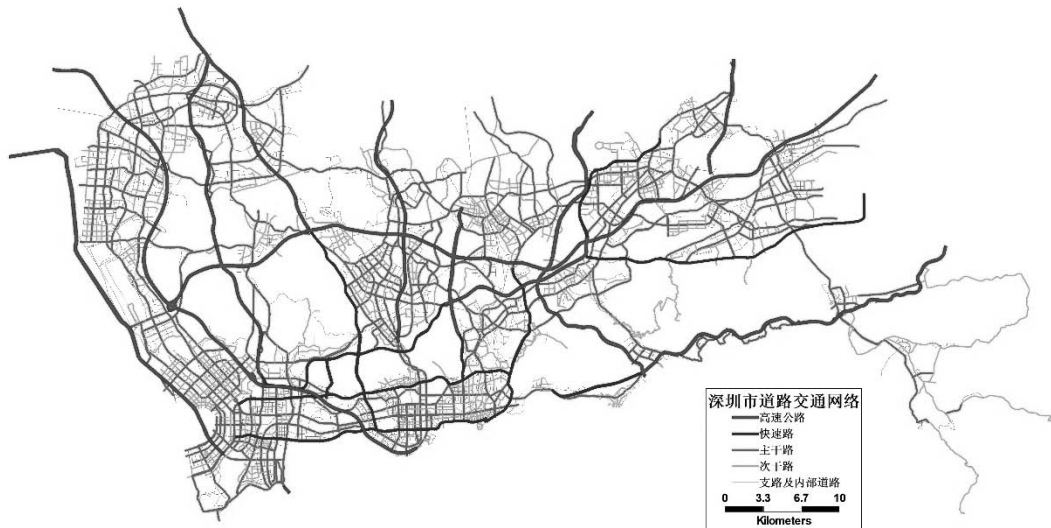 深圳市道路交通网络
高速公路
快速路
主干路
次干路
支路及内部道路
0 3.3 6.7 10
Kilometers